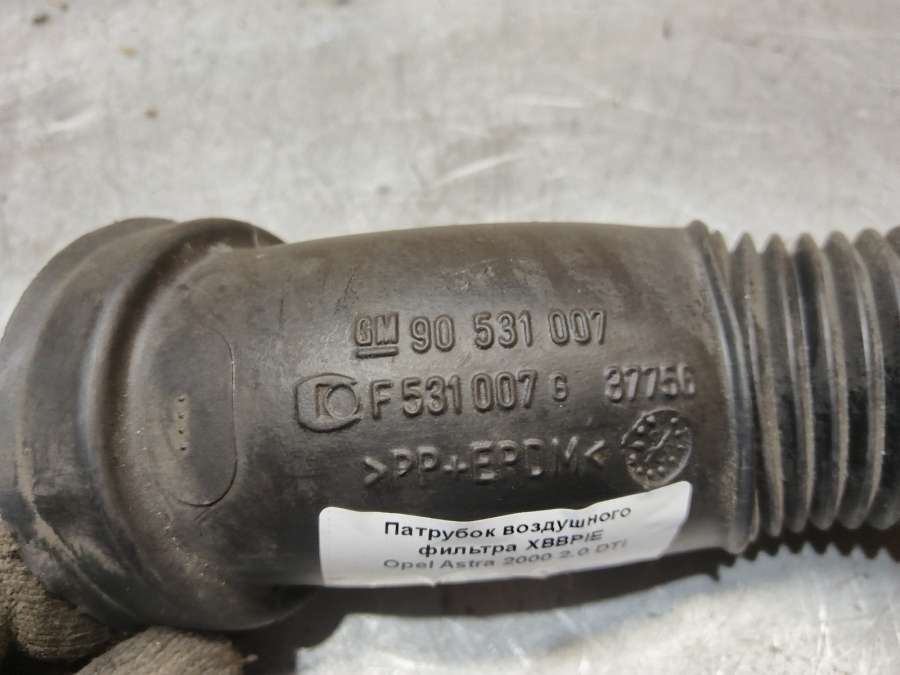 GM 90 531 007
F 531 007 G 37756
>PP+EPDM<
Патрубок воздушного
фильтра XBBPIE
Opel Astra 2000 2.0 DTI